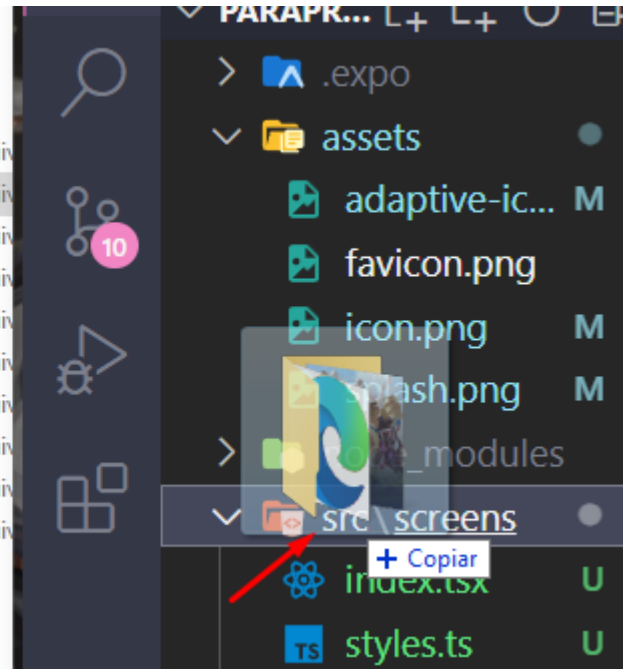 PARAPR...
.expo
assets
adaptive-ic... M
10
favicon.png
icon.png M
splash.png M
node_modules
src\screens
+ Copiar
index.tsx U
TS styles.ts U